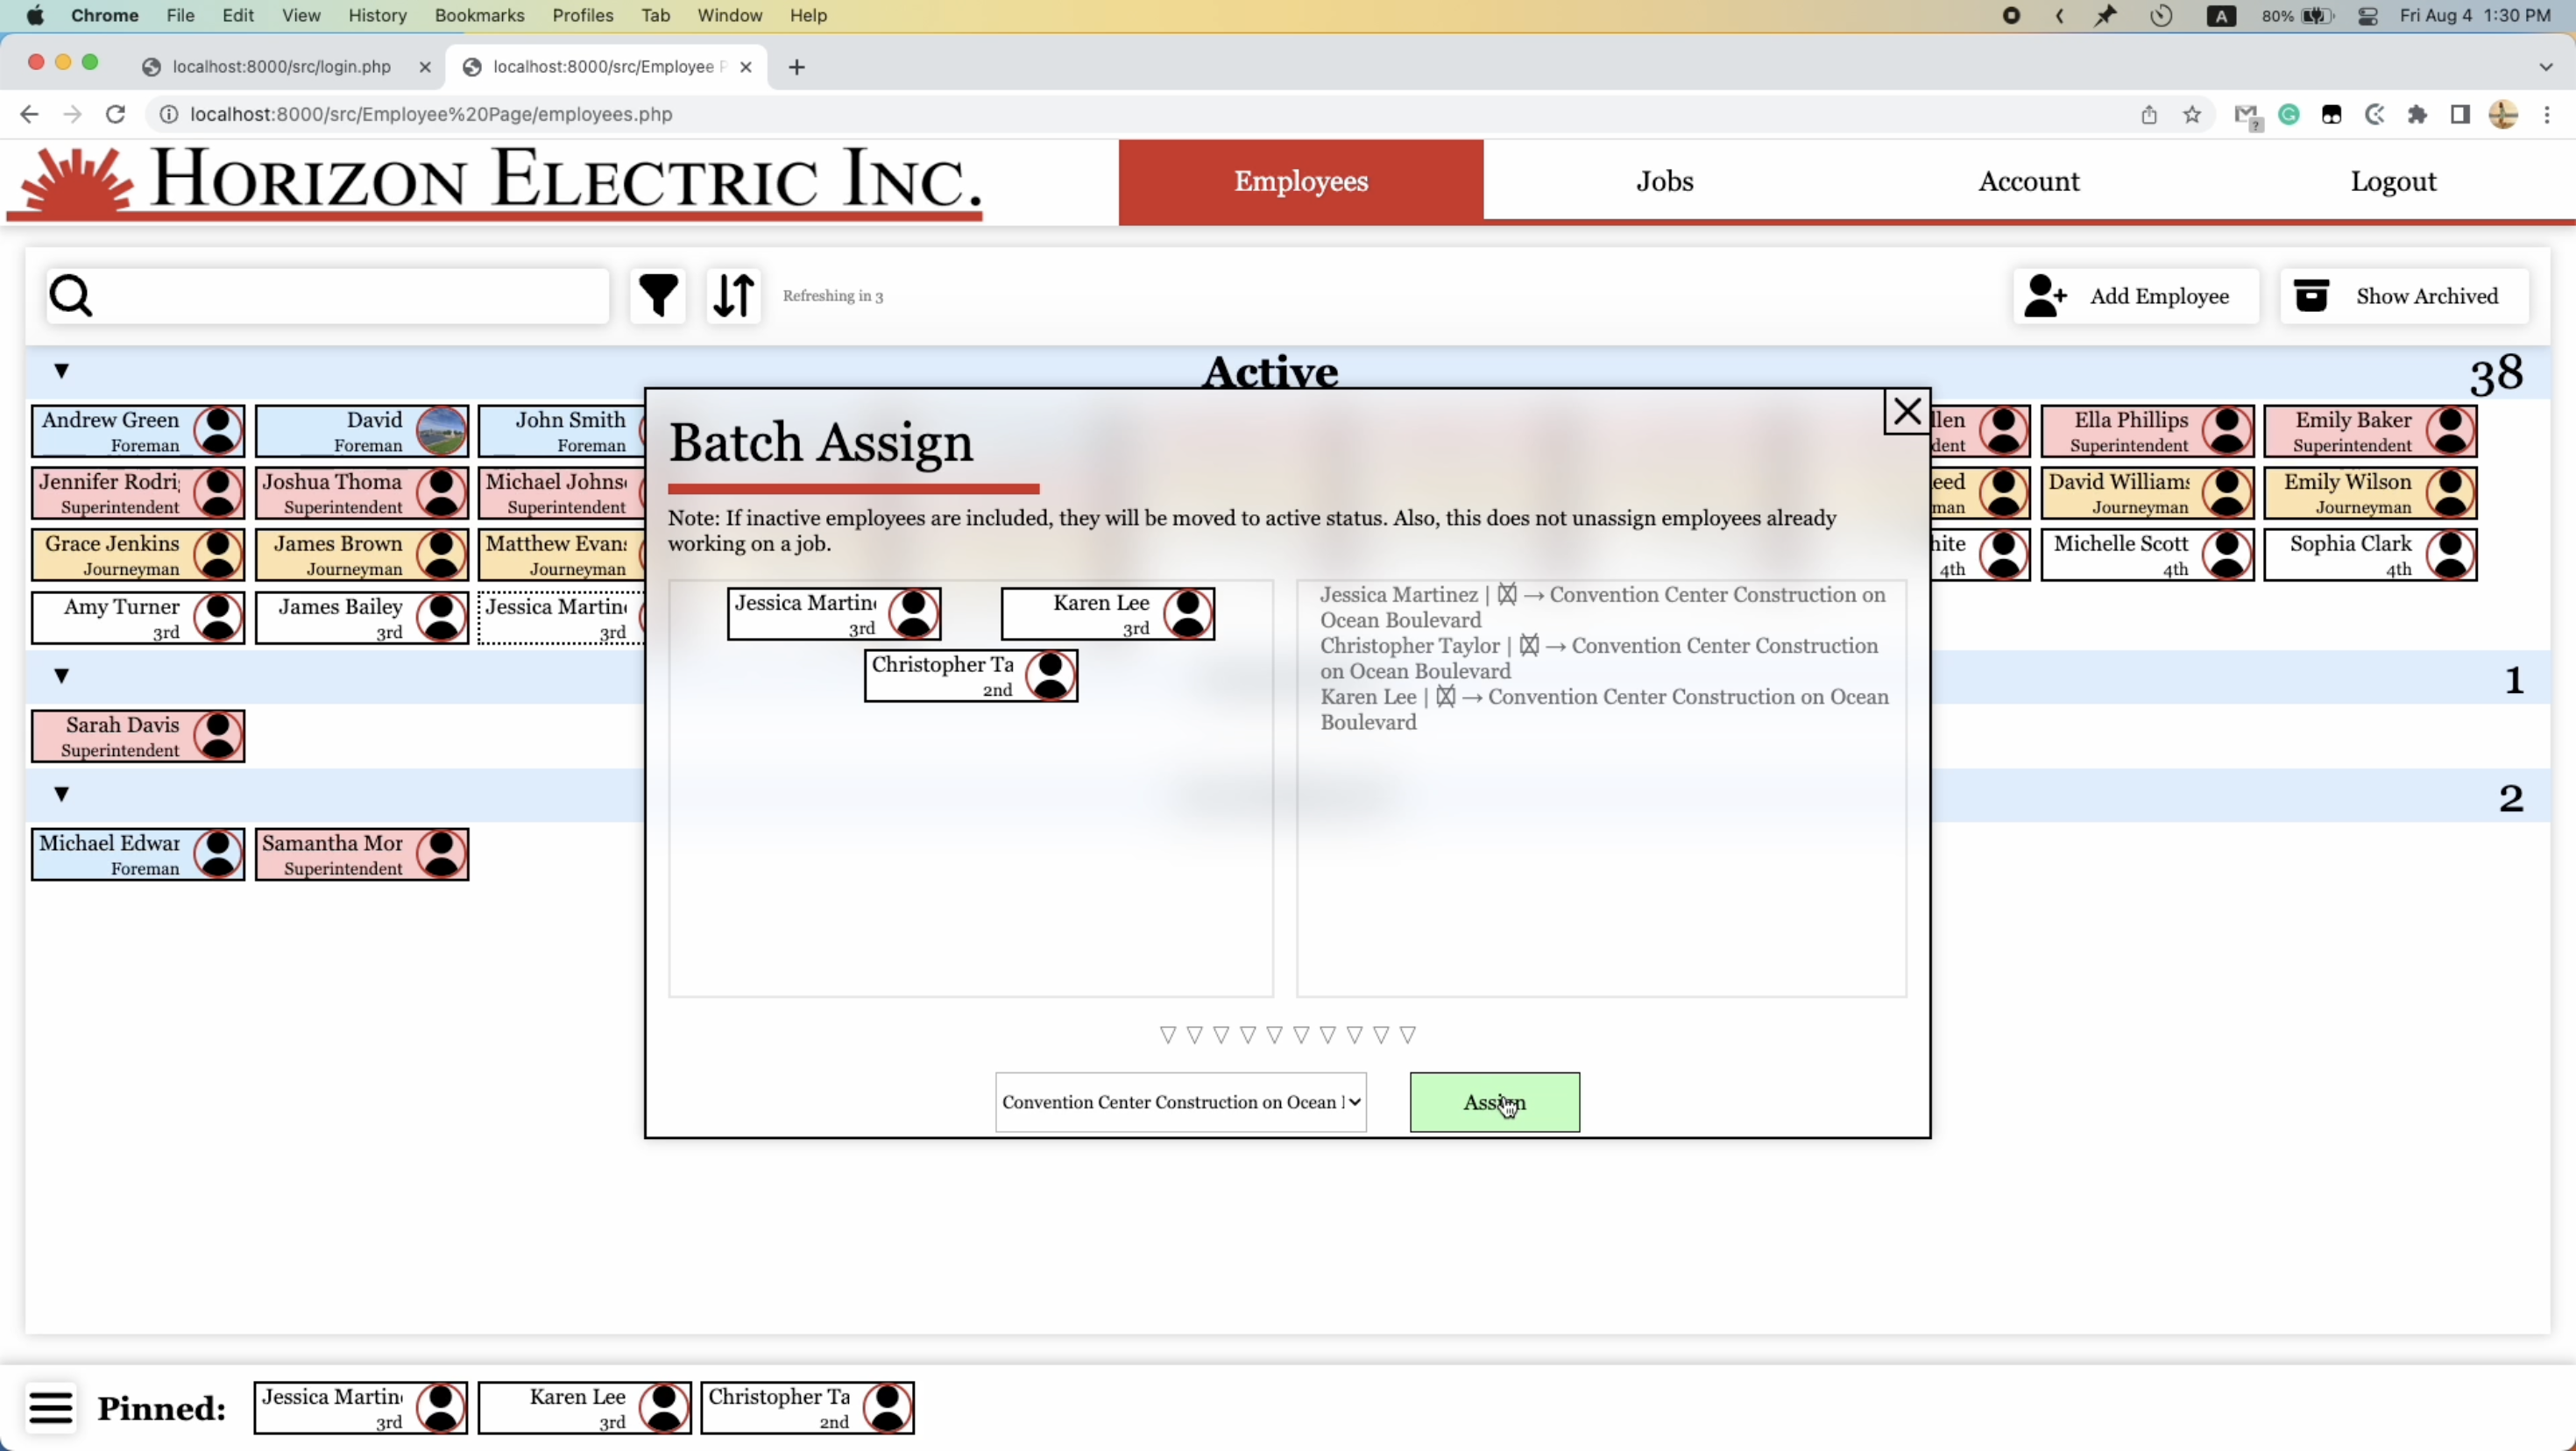 Chrome File Edit View History Bookmarks Profiles Tab Window Help A 80% Fri Aug 4 1:30 PM
localhost:8000/src/login.php localhost:8000/src/Employee
localhost:8000/src/Employee%20Page/employees.php
HORIZON ELECTRIC INC. Employees Jobs Account Logout
Refreshing in 3 Add Employee Show Archived
▼ Active 38
Andrew Green
Foreman
David
Foreman
John Smith
Foreman
llen
dent
Ella Phillips
Superintendent
Emily Baker
Superintendent
Jennifer Rodri
Superintendent
Joshua Thoma
Superintendent
Michael Johns
Superintendent
eed
man
David Williams
Journeyman
Emily Wilson
Journeyman
Grace Jenkins
Journeyman
James Brown
Journeyman
Matthew Evans
Journeyman
hite
4th
Michelle Scott
4th
Sophia Clark
4th
Amy Turner
3rd
James Bailey
3rd
Jessica Martin
3rd
▼ 1
Sarah Davis
Superintendent
▼ 2
Michael Edwar
Foreman
Samantha Mor
Superintendent
Batch Assign
Note: If inactive employees are included, they will be moved to active status. Also, this does not unassign employees already
working on a job.
Jessica Martin
3rd
Karen Lee
3rd
Christopher Ta
2nd
Jessica Martinez | → Convention Center Construction on
Ocean Boulevard
Christopher Taylor | → Convention Center Construction
on Ocean Boulevard
Karen Lee | → Convention Center Construction on Ocean
Boulevard
▽ ▽ ▽ ▽ ▽ ▽ ▽ ▽ ▽ ▽
Convention Center Construction on Ocean Assign
Pinned:
Jessica Martin
3rd
Karen Lee
3rd
Christopher Ta
2nd